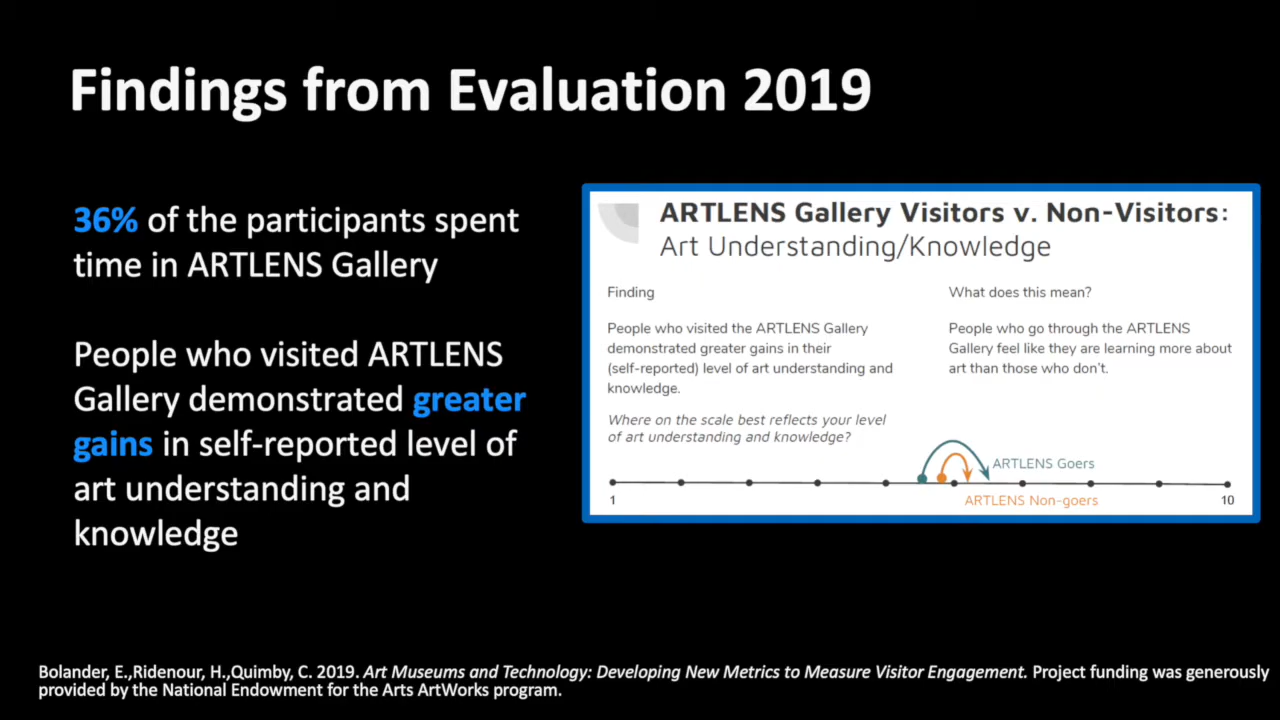 Findings from Evaluation 2019
36% of the participants spent
time in ARTLENS Gallery
People who visited ARTLENS
Gallery demonstrated greater
gains in self-reported level of
art understanding and
knowledge
ARTLENS Gallery Visitors v. Non-Visitors:
Art Understanding/Knowledge
Finding
People who visited the ARTLENS Gallery
demonstrated greater gains in their
(self-reported) level of art understanding and
knowledge.
What does this mean?
People who go through the ARTLENS
Gallery feel like they are learning more about
art than those who don't.
Where on the scale best reflects your level
of art understanding and knowledge?
ARTLENS Goers
1
ARTLENS Non-goers
10
Bolander, E.,Ridenour, H.,Quimby, C. 2019. Art Museums and Technology: Developing New Metrics to Measure Visitor Engagement. Project funding was generously
provided by the National Endowment for the Arts ArtWorks program.